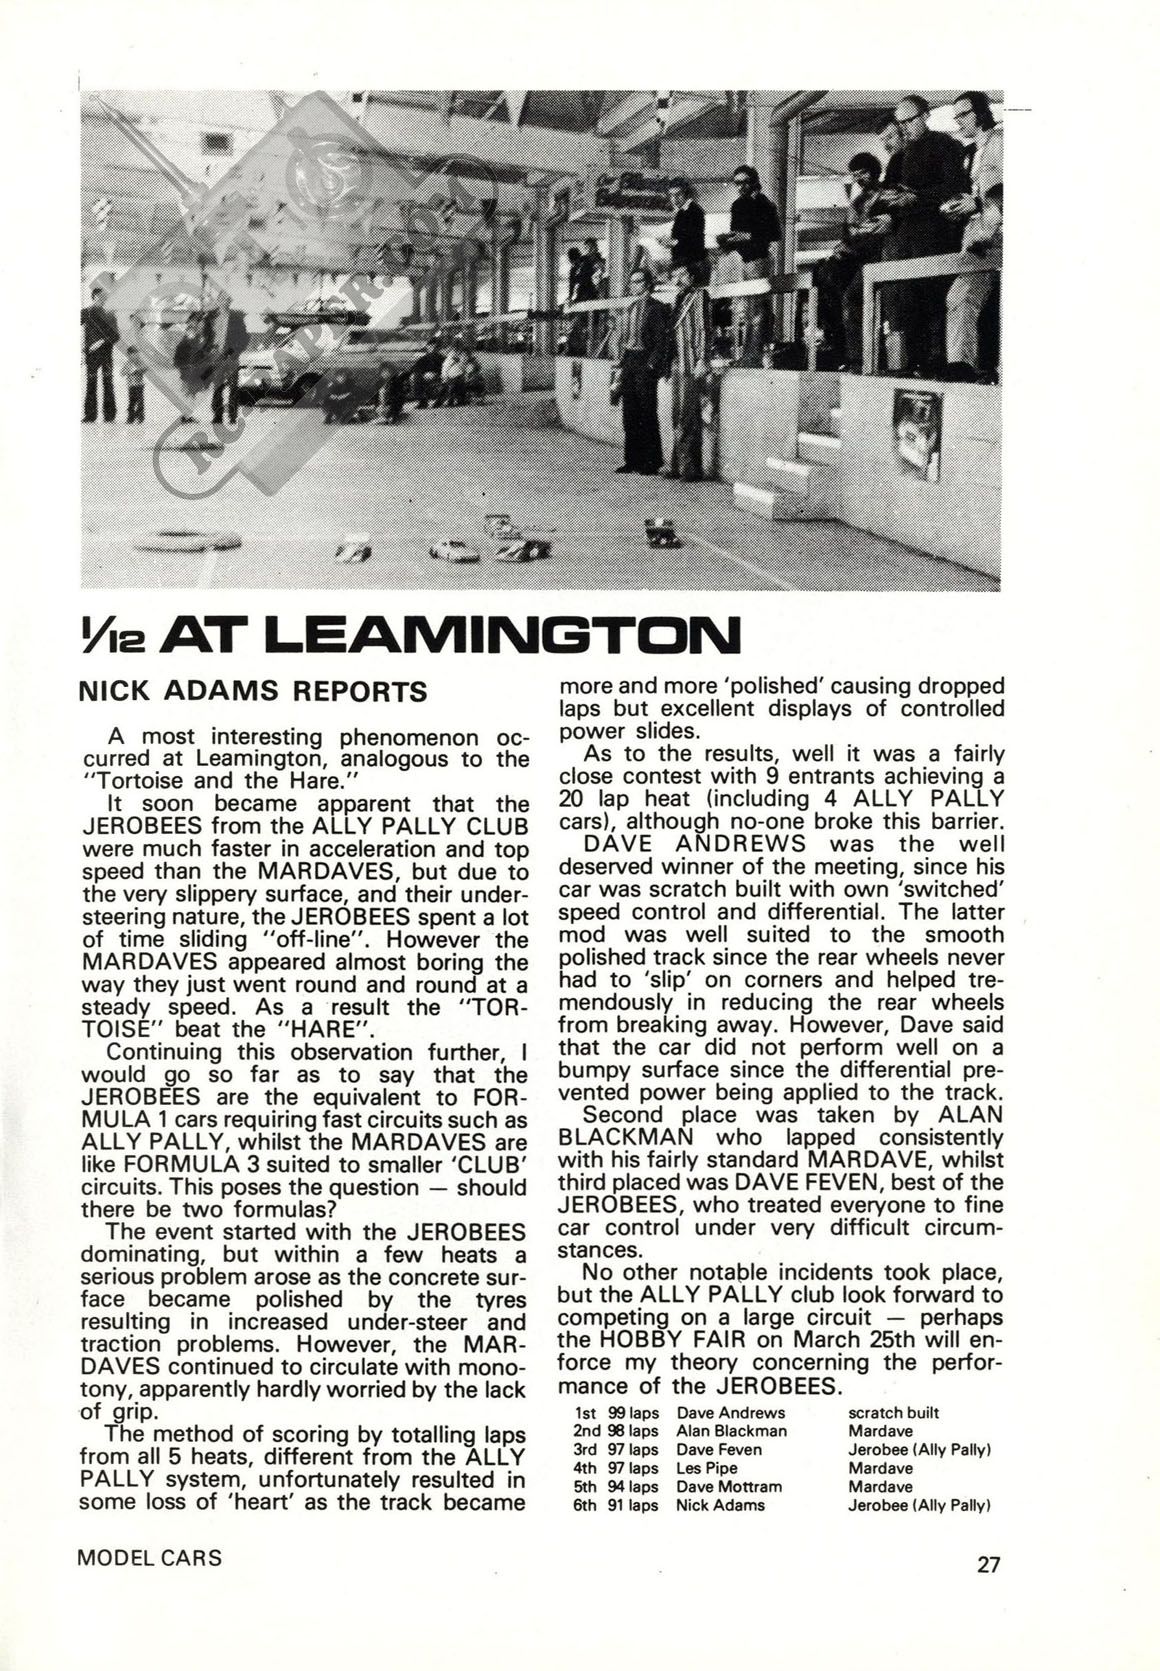 RC-PAPER.COM
1/12 AT LEAMINGTON
NICK ADAMS REPORTS
A most interesting phenomenon oc-
curred at Leamington, analogous to the
"Tortoise and the Hare."
It soon became apparent that the
JEROBEES from the ALLY PALLY CLUB
were much faster in acceleration and top
speed than the MARDAVES, but due to
the very slippery surface, and their under-
steering nature, the JEROBEES spent a lot
of time sliding "off-line". However the
MARDAVES appeared almost boring the
way they just went round and round at a
steady speed. As a result the "TOR-
TOISE" beat the "HARE".
Continuing this observation further, I
would go so far as to say that the
JEROBEES are the equivalent to FOR-
MULA 1 cars requiring fast circuits such as
ALLY PALLY, whilst the MARDAVES are
like FORMULA 3 suited to smaller 'CLUB'
circuits. This poses the question — should
there be two formulas?
The event started with the JEROBEES
dominating, but within a few heats a
serious problem arose as the concrete sur-
face became polished by the tyres
resulting in increased under-steer and
traction problems. However, the MAR-
DAVES continued to circulate with mono-
tony, apparently hardly worried by the lack
of grip.
The method of scoring by totalling laps
from all 5 heats, different from the ALLY
PALLY system, unfortunately resulted in
some loss of 'heart' as the track became
more and more 'polished' causing dropped
laps but excellent displays of controlled
power slides.
As to the results, well it was a fairly
close contest with 9 entrants achieving a
20 lap heat (including 4 ALLY PALLY
cars), although no-one broke this barrier.
DAVE ANDREWS was the well
deserved winner of the meeting, since his
car was scratch built with own 'switched'
speed control and differential. The latter
mod was well suited to the smooth
polished track since the rear wheels never
had to 'slip' on corners and helped tre-
mendously in reducing the rear wheels
from breaking away. However, Dave said
that the car did not perform well on a
bumpy surface since the differential pre-
vented power being applied to the track.
Second place was taken by ALAN
BLACKMAN who lapped consistently
with his fairly standard MARDAVE, whilst
third placed was DAVE FEVEN, best of the
JEROBEES, who treated everyone to fine
car control under very difficult circum-
stances.
No other notable incidents took place,
but the ALLY PALLY club look forward to
competing on a large circuit — perhaps
the HOBBY FAIR on March 25th will en-
force my theory concerning the perfor-
mance of the JEROBEES.
1st 99 laps Dave Andrews scratch built
2nd 98 laps Alan Blackman Mardave
3rd 97 laps Dave Feven Jerobee (Ally Pally)
4th 97 laps Les Pipe Mardave
5th 94 laps Dave Mottram Mardave
6th 91 laps Nick Adams Jerobee (Ally Pally)
MODEL CARS
27